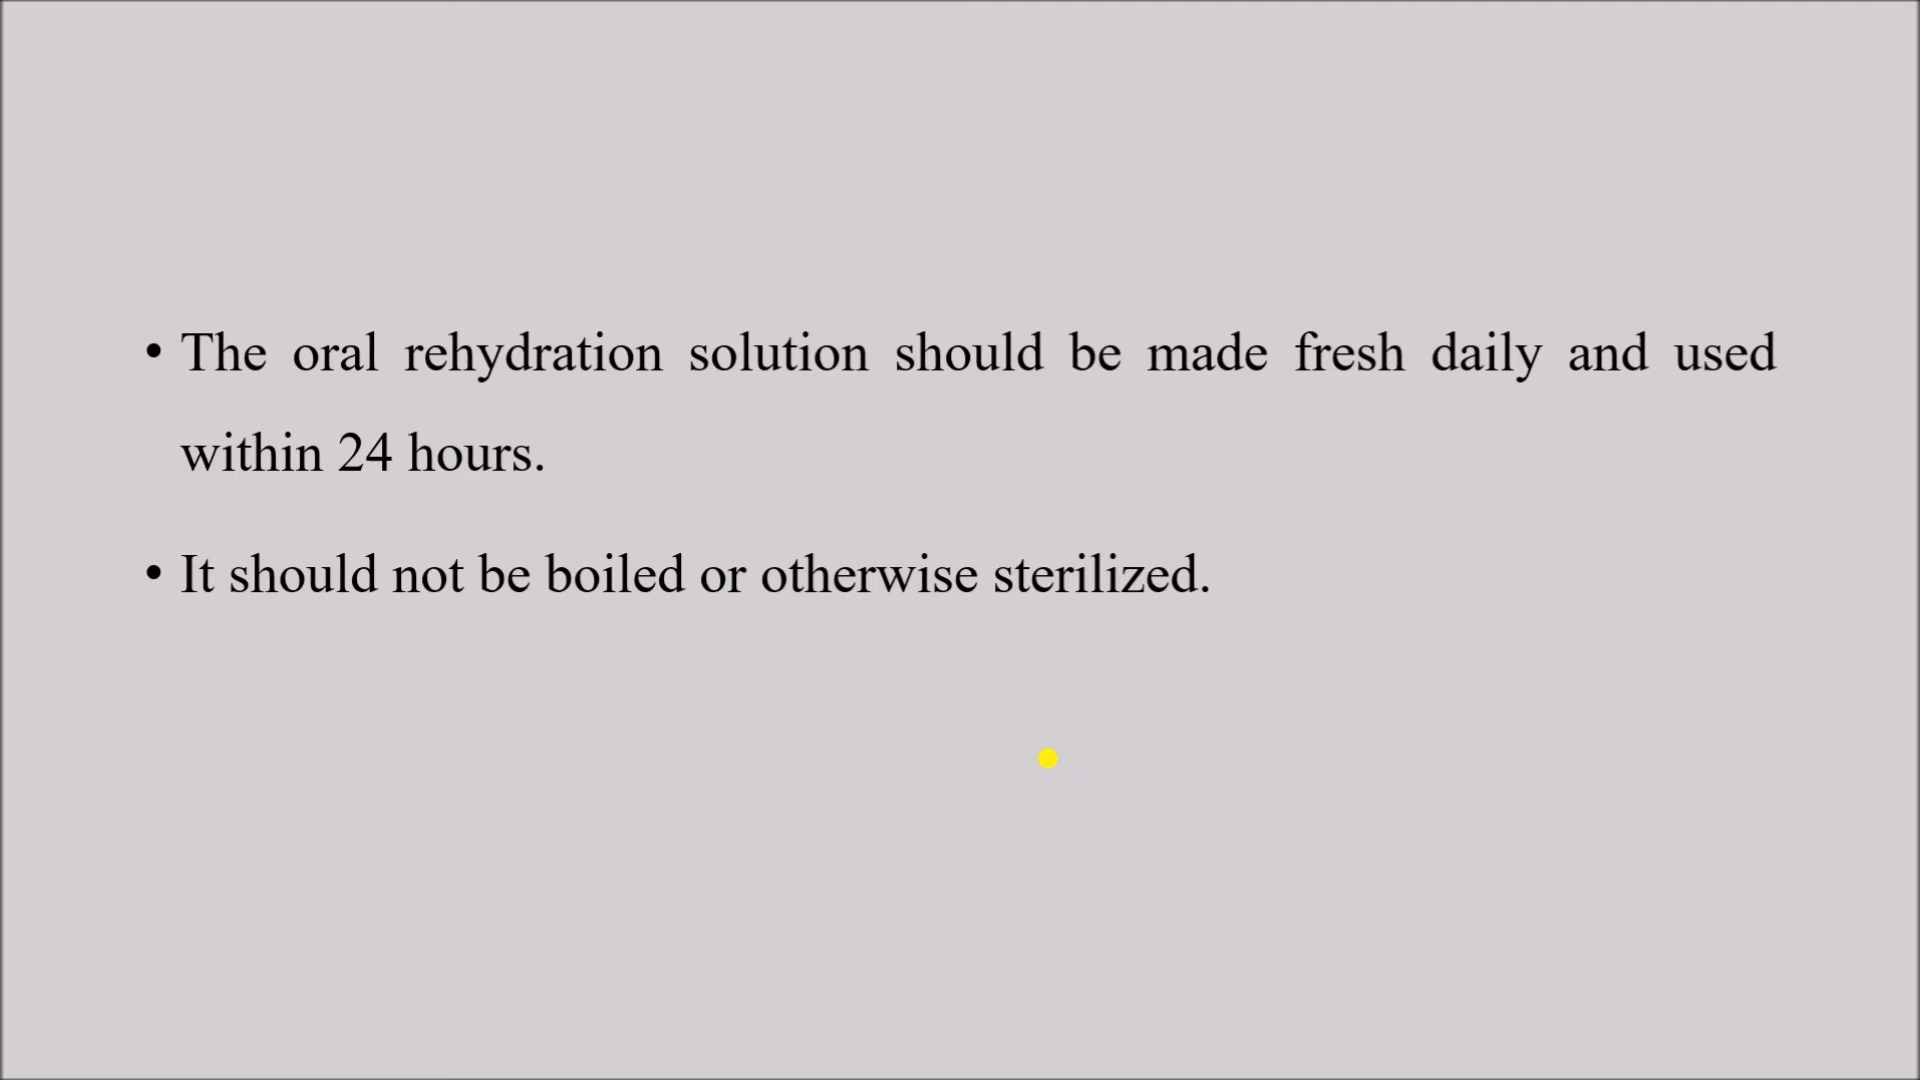 • The oral rehydration solution should be made fresh daily and used
within 24 hours.
• It should not be boiled or otherwise sterilized.